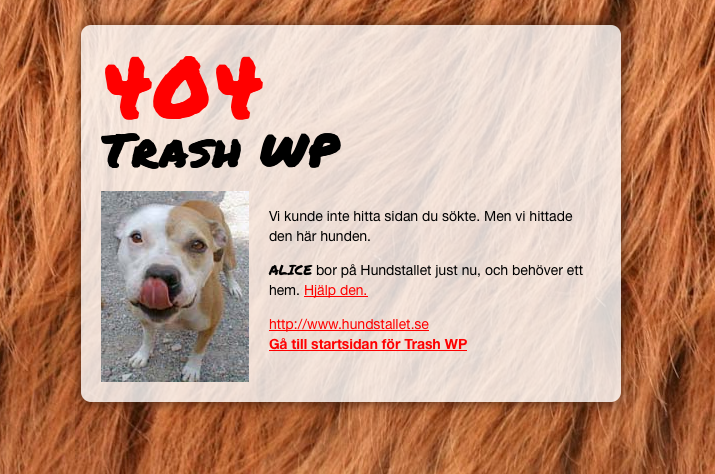 404
Trash WP
Vi kunde inte hitta sidan du sökte. Men vi hittade
den här hunden.
ALICE bor på Hundstallet just nu, och behöver ett
hem. Hjälp den.
http://www.hundstallet.se
Gå till startsidan för Trash WP